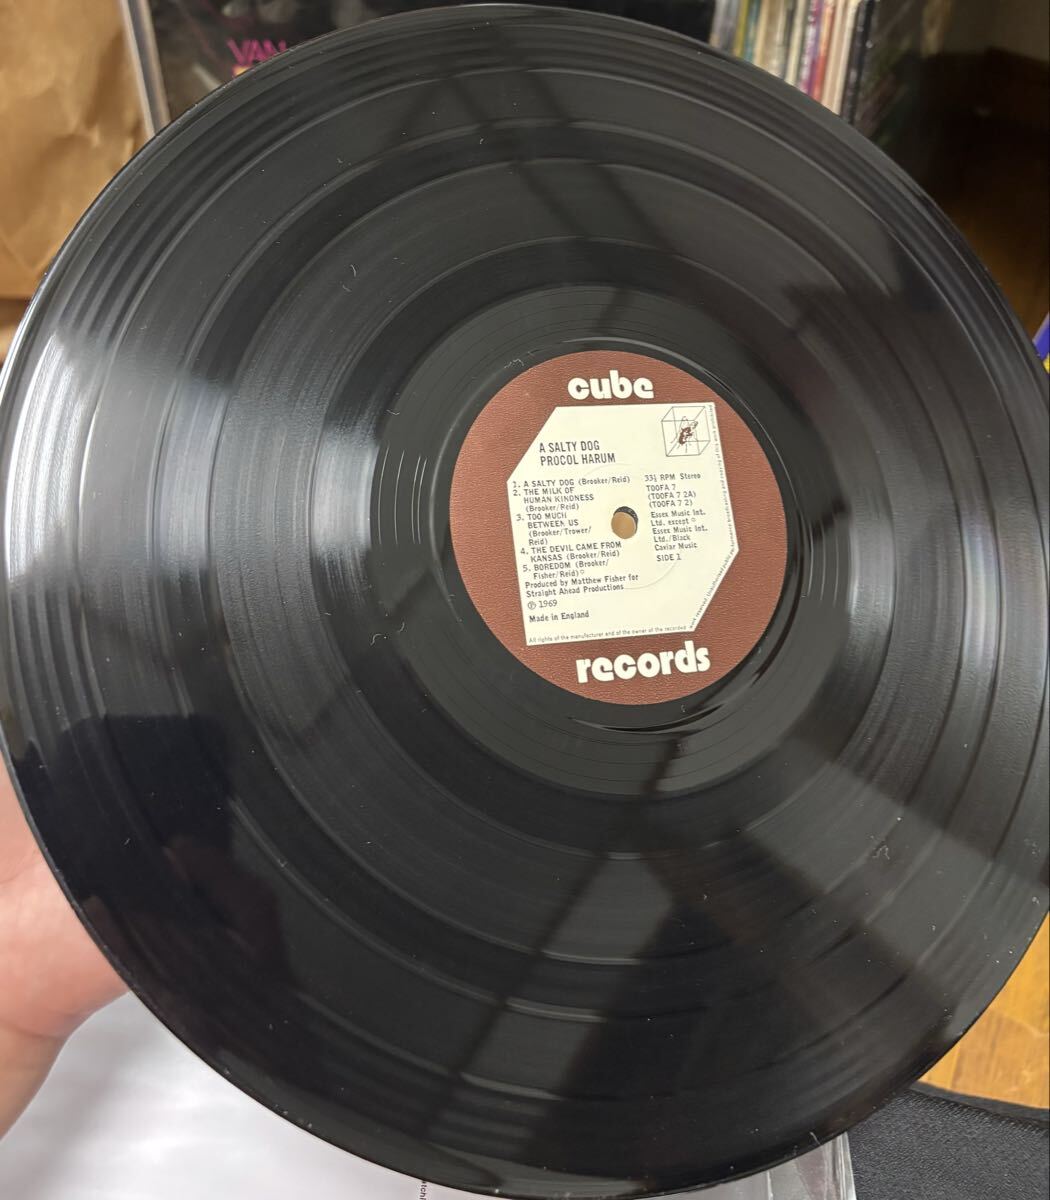 VAN
cube
A SALTY DOG
PROCOL HARUM
1. A SALTY DOG (Brooker/Reid)
2. THE MILK OF
HUMAN KINDNESS
(Brooker/Reid)
3. TOO MUCH
BETWEEN US
(Brooker/Trower/
Reid)
4. THE DEVIL CAME FROM
KANSAS (Brooker/Reid)
5. BOREDOM (Brooker/
Fisher/Reid)°
Produced by Matthew Fisher for
Straight Ahead Productions
℗ 1969
Made in England
33⅓ RPM Stereo
TOOFA 7
(TOOFA 7 2A)
(TOOFA 7 2)
Essex Music Int.
Ltd. except °
Essex Music Int.
Ltd./Black
Caviar Music
SIDE 1
All rights of the manufacturer and of the owner of the recorded
work reserved.
records